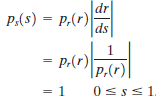 p_s(s) = p_r(r) |dr/ds|
= p_r(r) |1/p_r(r)|
= 1 0 ≤ s ≤ 1.